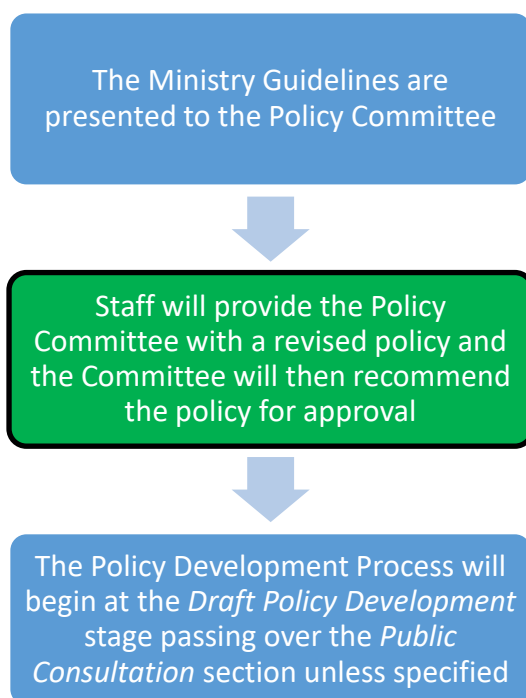 The Ministry Guidelines are
presented to the Policy Committee
Staff will provide the Policy
Committee with a revised policy and
the Committee will then recommend
the policy for approval
The Policy Development Process will
begin at the Draft Policy Development
stage passing over the Public
Consultation section unless specified